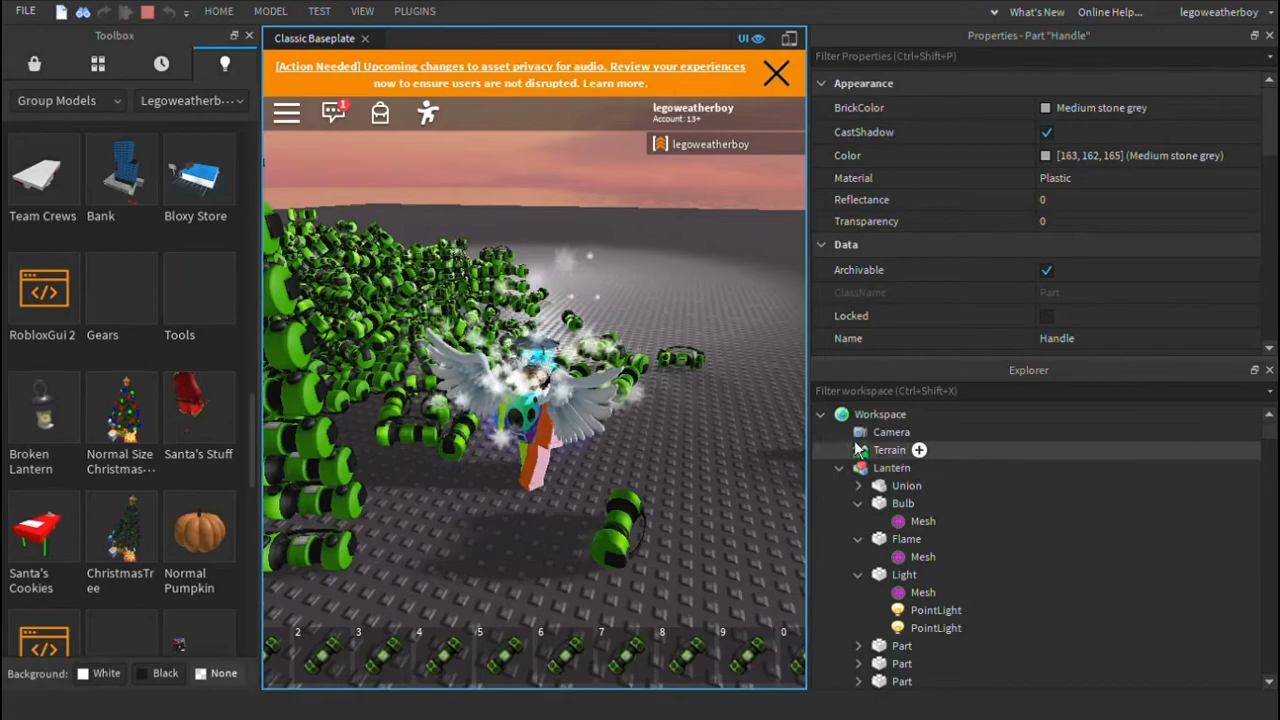 FILE
HOME
MODEL
TEST
VIEW
PLUGINS
What's New
Online Help...
legoweatherboy
Toolbox
Group Models
Legoweatherb...
Team Crews
Bank
Bloxy Store
RobloxGui 2
Gears
Tools
Broken
Lantern
Normal Size
Christmas...
Santa's Stuff
Santa's
Cookies
ChristmasTr
ee
Normal
Pumpkin
Background:
White
Black
None
Classic Baseplate
UI
[Action Needed] Upcoming changes to asset privacy for audio. Review your experiences
now to ensure users are not disrupted. Learn more.
1
legoweatherboy
Account: 13+
legoweatherboy
2
3
4
5
6
7
8
9
0
Properties - Part "Handle"
Filter Properties (Ctrl+Shift+P)
Appearance
BrickColor
Medium stone grey
CastShadow
Color
[163, 162, 165] (Medium stone grey)
Material
Plastic
Reflectance
0
Transparency
0
Data
Archivable
ClassName
Part
Locked
Name
Handle
Explorer
Filter workspace (Ctrl+Shift+X)
Workspace
Camera
Terrain
Lantern
Union
Bulb
Mesh
Flame
Mesh
Light
Mesh
PointLight
PointLight
Part
Part
Part